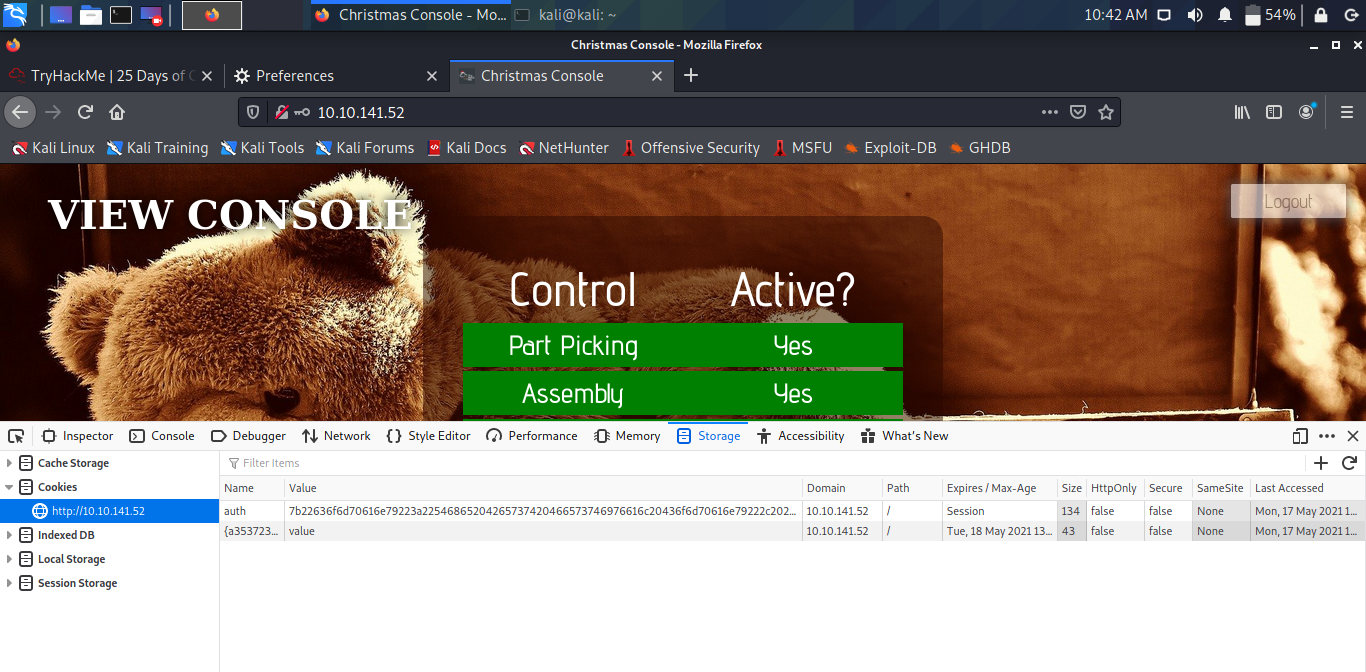 Christmas Console - Mo... kali@kali: ~ 10:42 AM 54%
Christmas Console - Mozilla Firefox
TryHackMe | 25 Days of C Preferences Christmas Console
10.10.141.52
Kali Linux Kali Training Kali Tools Kali Forums Kali Docs NetHunter Offensive Security MSFU Exploit-DB GHDB
VIEW CONSOLE Logout
Control Active?
Part Picking Yes
Assembly Yes
Inspector Console Debugger Network Style Editor Performance Memory Storage Accessibility What's New
Cache Storage Filter Items
Cookies Name Value Domain Path Expires / Max-Age Size HttpOnly Secure SameSite Last Accessed
http://10.10.141.52 auth 7b22636f6d70616e79223a22546865204265737420466573746976616c20436f6d70616e79222c202... 10.10.141.52 / Session 134 false false None Mon, 17 May 2021 1...
Indexed DB {a353723... value 10.10.141.52 / Tue, 18 May 2021 13... 43 false false None Mon, 17 May 2021 1...
Local Storage
Session Storage